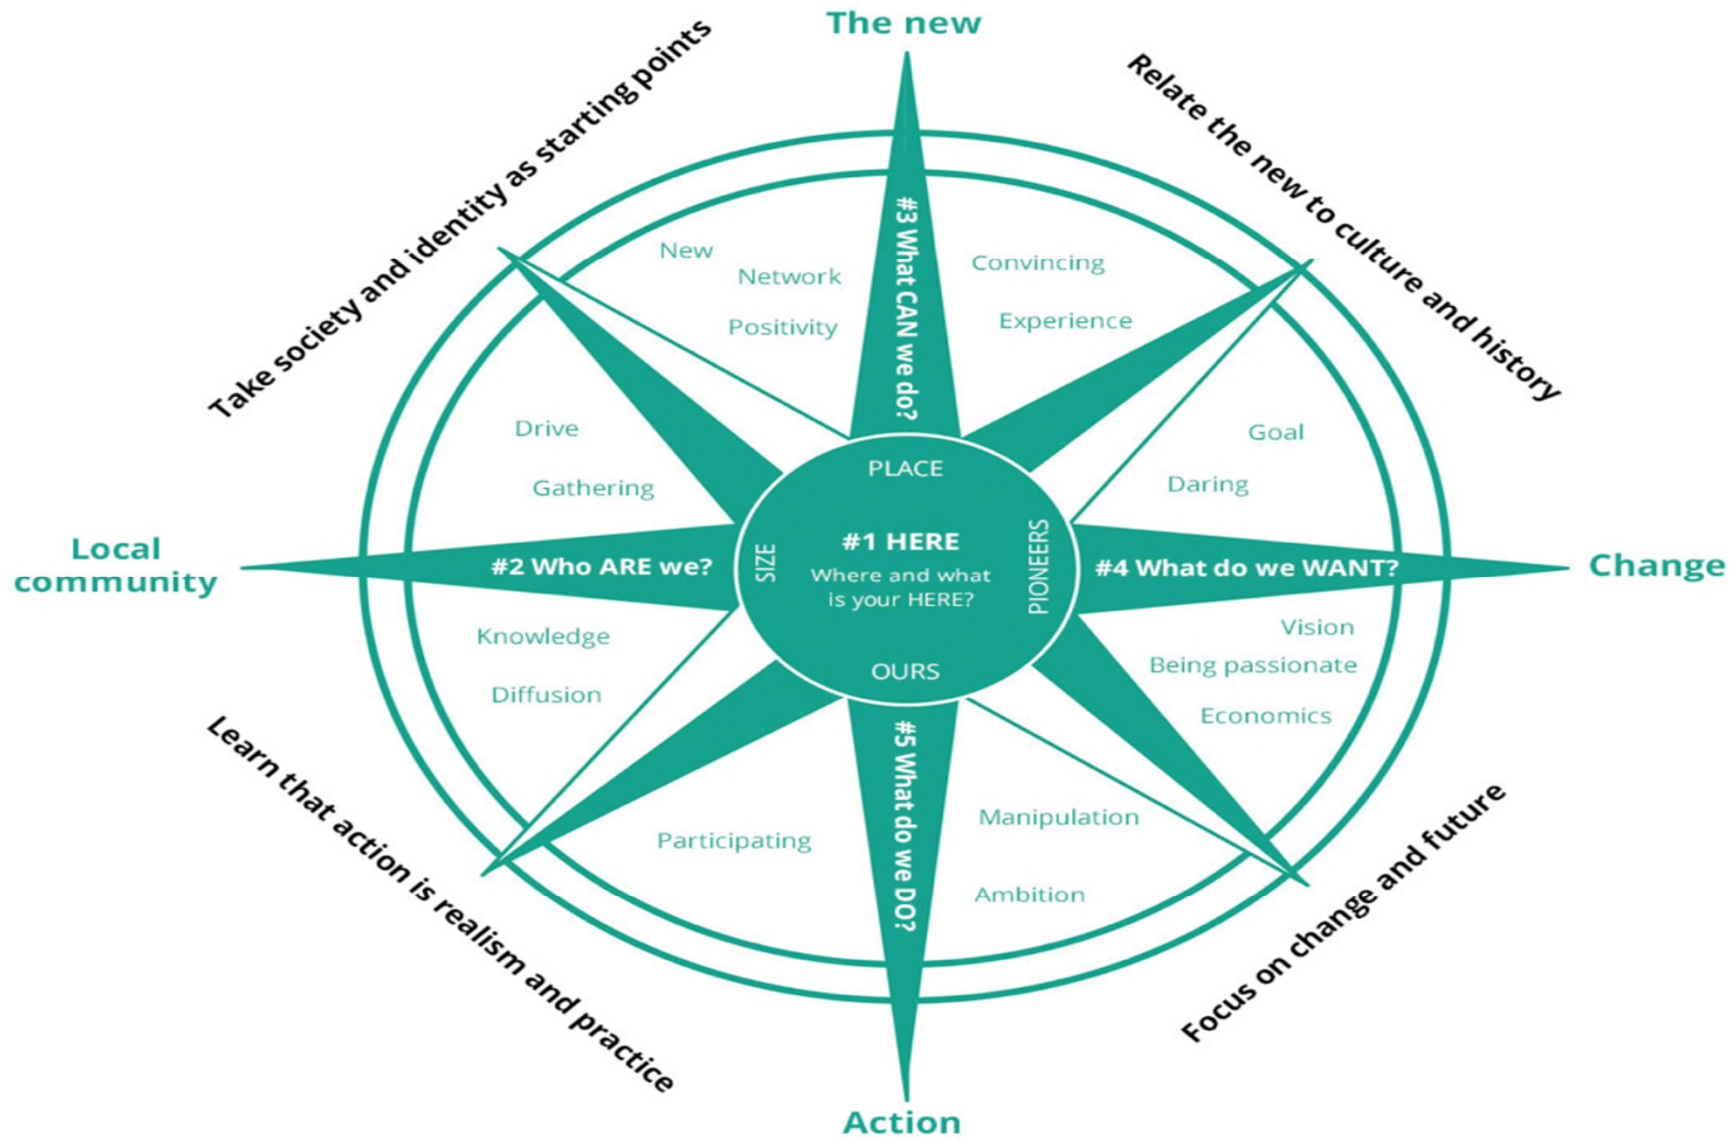 The new
Take society and identity as starting points
Relate the new to culture and history
#3 What CAN we do?
New
Network
Positivity
Convincing
Experience
Drive
Gathering
Goal
Daring
PLACE
Local
community
#2 Who ARE we?
SIZE
#1 HERE
Where and what
is your HERE?
PIONEERS
#4 What do we WANT?
Change
OURS
Knowledge
Diffusion
Vision
Being passionate
Economics
#5 What do we DO?
Participating
Manipulation
Ambition
Learn that action is realism and practice
Focus on change and future
Action